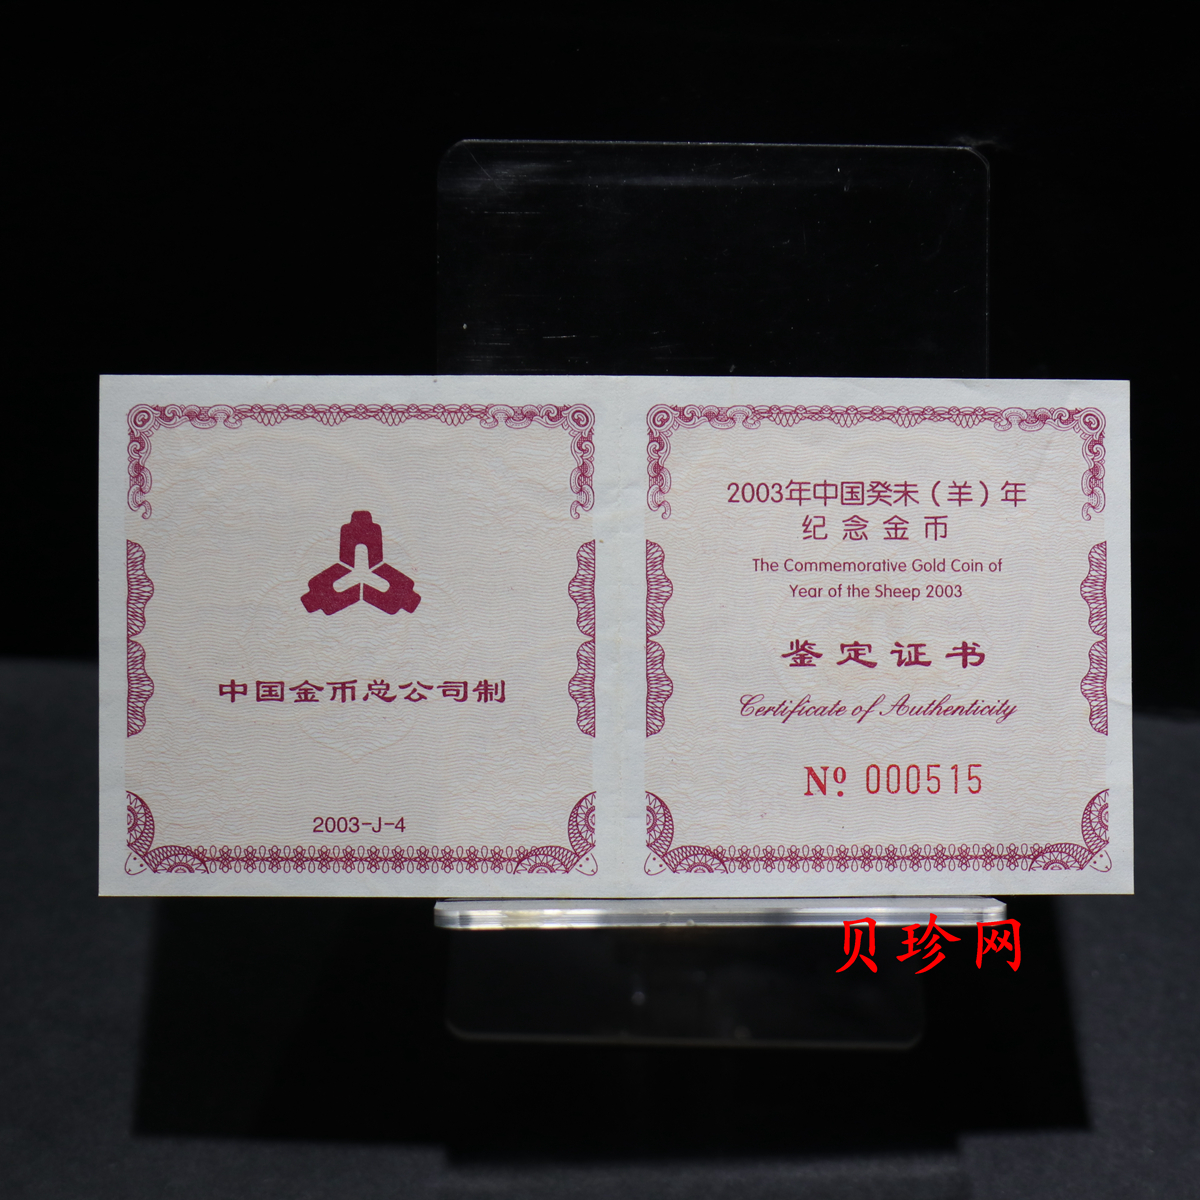 中国金币总公司制
2003-J-4
2003年中国癸未（羊）年
纪念金币
The Commemorative Gold Coin of
Year of the Sheep 2003
鉴定证书
Certificate of Authenticity
Nº 000515
贝珍网